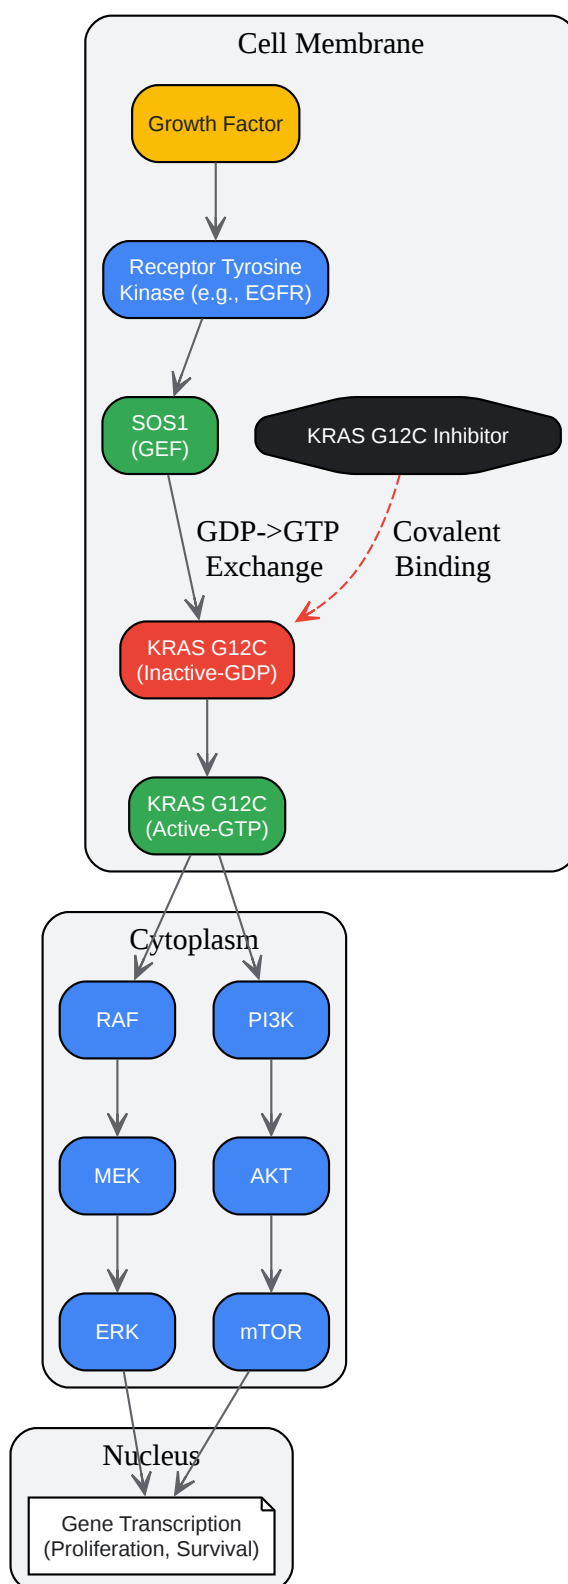 Cell Membrane
Growth Factor
Receptor Tyrosine
Kinase (e.g., EGFR)
SOS1
(GEF)
KRAS G12C Inhibitor
GDP->GTP
Exchange
Covalent
Binding
KRAS G12C
(Inactive-GDP)
KRAS G12C
(Active-GTP)
Cytoplasm
RAF
PI3K
MEK
AKT
ERK
mTOR
Nucleus
Gene Transcription
(Proliferation, Survival)